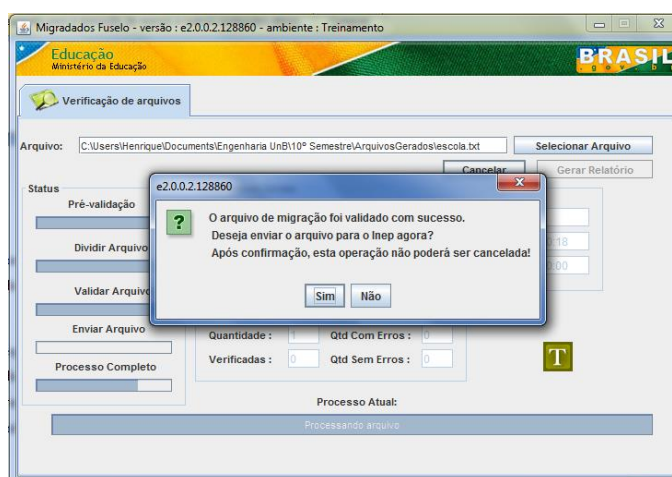 Migradados Fuselo - versão : e2.0.0.2.128860 - ambiente : Treinamento
Educação
Ministério da Educação
BRASIL
Verificação de arquivos
Arquivo:
C:\Users\Henrique\Documents\Engenharia UnB\10º Semestre\ArquivosGerados\escola.txt
Selecionar Arquivo
Cancelar
Gerar Relatório
Status
Pré-validação
Dividir Arquivo
Validar Arquivo
Enviar Arquivo
Processo Completo
e2.0.0.2.128860
O arquivo de migração foi validado com sucesso.
Deseja enviar o arquivo para o Inep agora?
Após confirmação, esta operação não poderá ser cancelada!
Sim
Não
Quantidade : 1 Qtd Com Erros : 0
Verificadas : 0 Qtd Sem Erros : 0
T
Processo Atual:
Processando arquivo